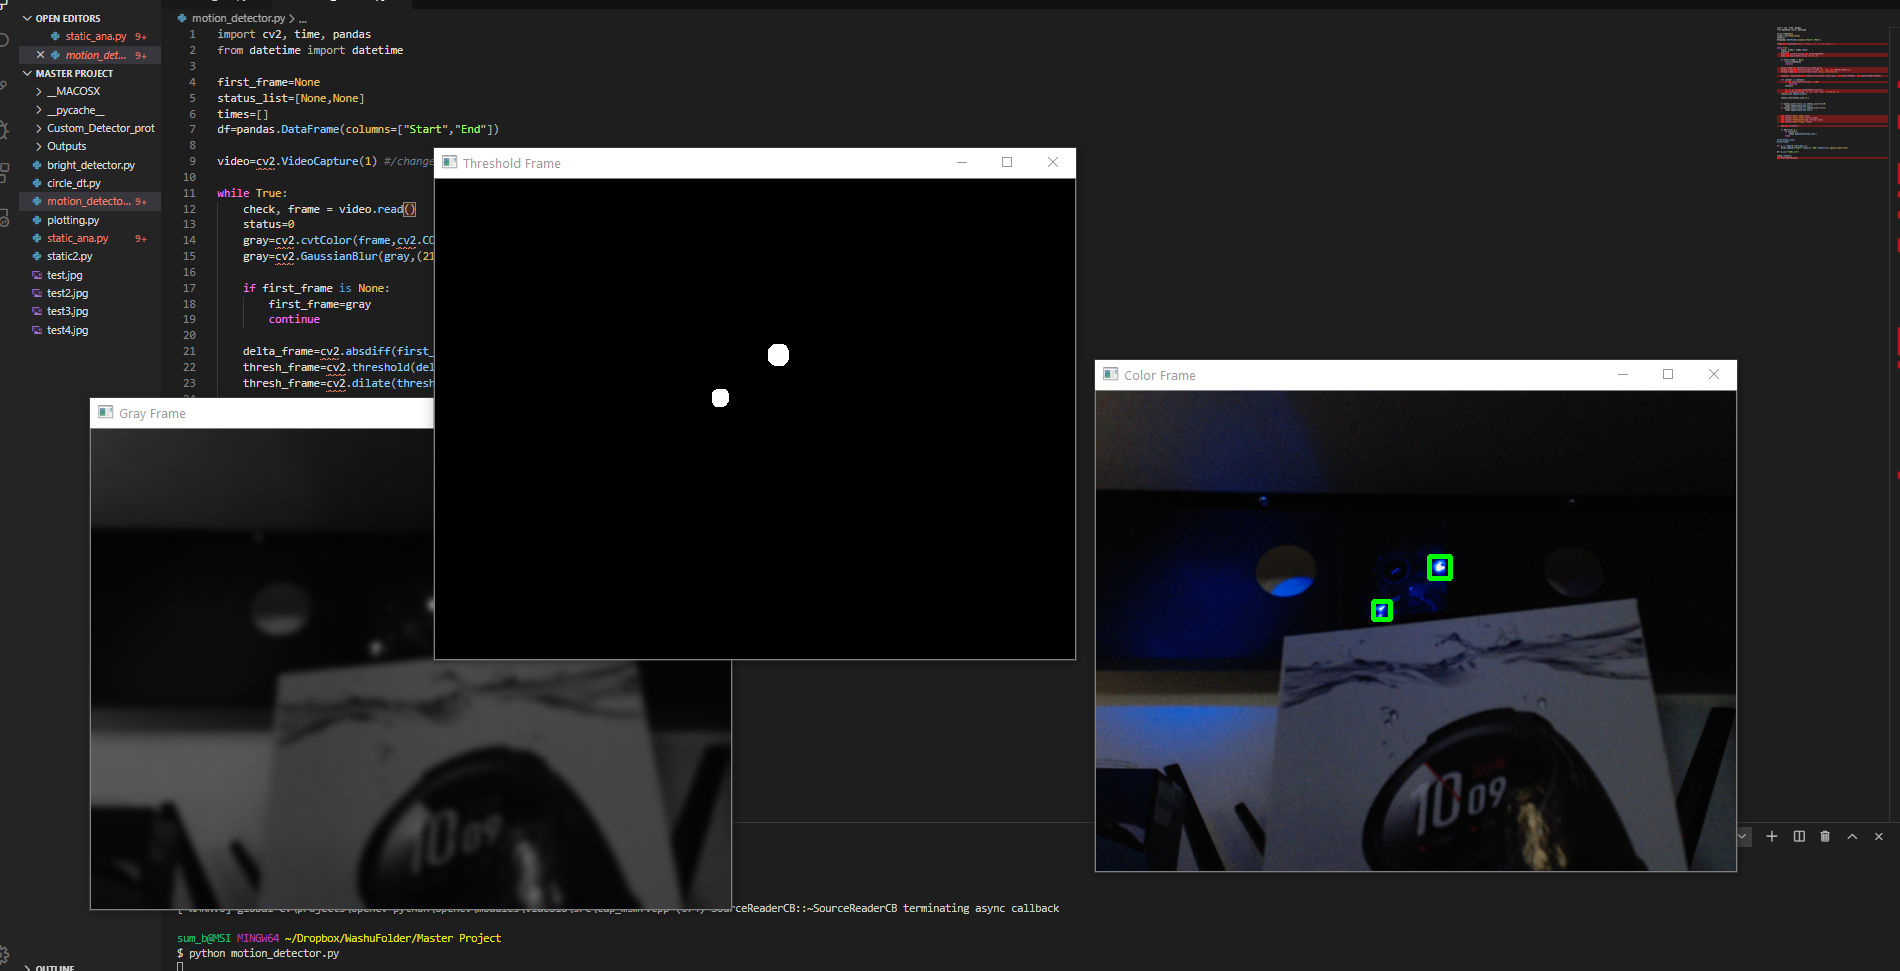 OPEN EDITORS
static_ana.py 9+
motion_det... 9+
MASTER PROJECT
__MACOSX
__pycache__
Custom_Detector_prot
Outputs
bright_detector.py
circle_dt.py
motion_detecto... 9+
plotting.py
static_ana.py 9+
static2.py
test.jpg
test2.jpg
test3.jpg
test4.jpg
OUTLINE
motion_detector.py > ...
1 import cv2, time, pandas
2 from datetime import datetime
3
4 first_frame=None
5 status_list=[None,None]
6 times=[]
7 df=pandas.DataFrame(columns=["Start","End"])
8
9 video=cv2.VideoCapture(1) #/change
10
11 while True:
12 check, frame = video.read()
13 status=0
14 gray=cv2.cvtColor(frame,cv2.CO
15 gray=cv2.GaussianBlur(gray,(21
16
17 if first_frame is None:
18 first_frame=gray
19 continue
20
21 delta_frame=cv2.absdiff(first_
22 thresh_frame=cv2.threshold(del
23 thresh_frame=cv2.dilate(thresh
Threshold Frame
Gray Frame
10 09
Color Frame
SUN
10 09
SourceReaderCB::~SourceReaderCB terminating async callback
sum_b@MSI MINGW64 ~/Dropbox/WashuFolder/Master Project
$ python motion_detector.py